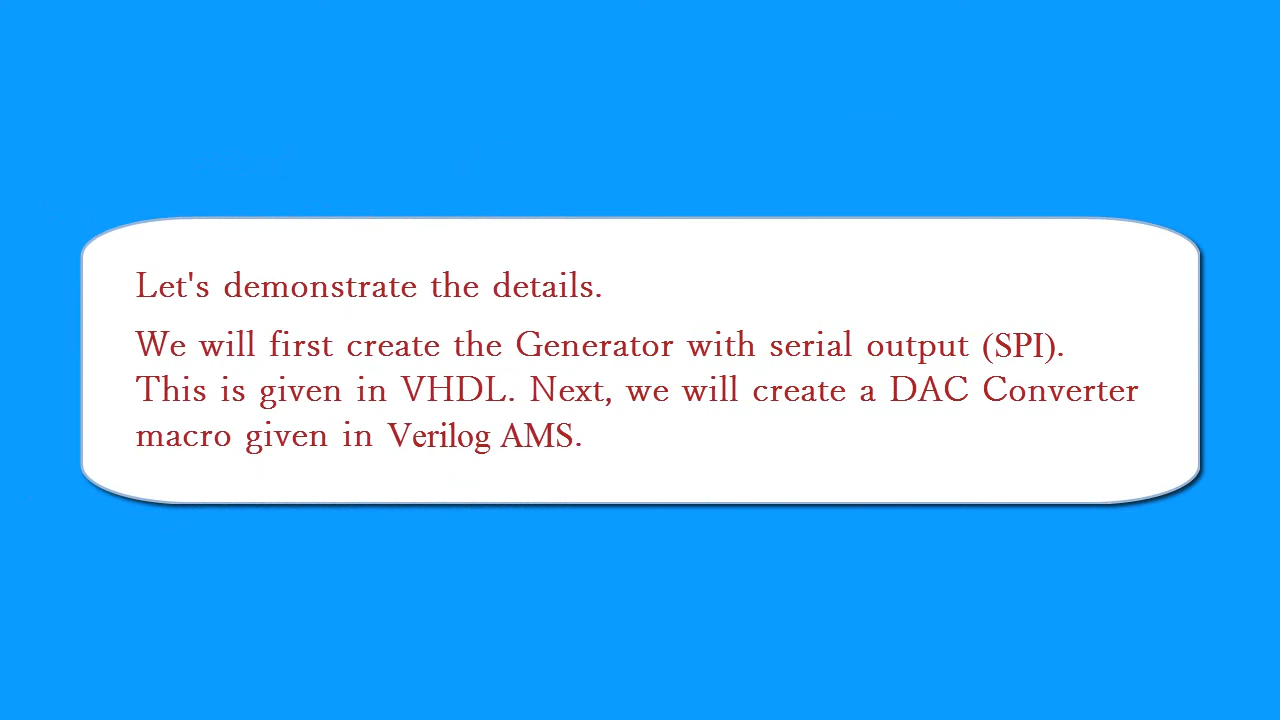 Let's demonstrate the details.
We will first create the Generator with serial output (SPI).
This is given in VHDL. Next, we will create a DAC Converter
macro given in Verilog AMS.